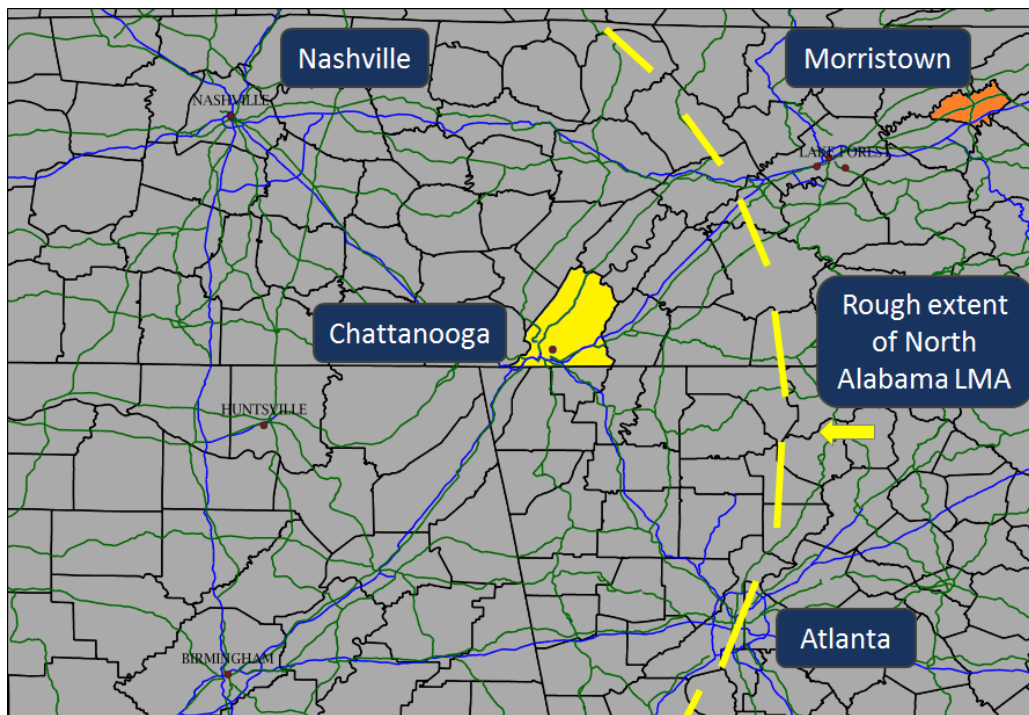 Nashville
Morristown
NASHVILLE
LAKE FOREST
Rough extent
of North
Alabama LMA
Chattanooga
HUNTSVILLE
Atlanta
BIRMINGHAM